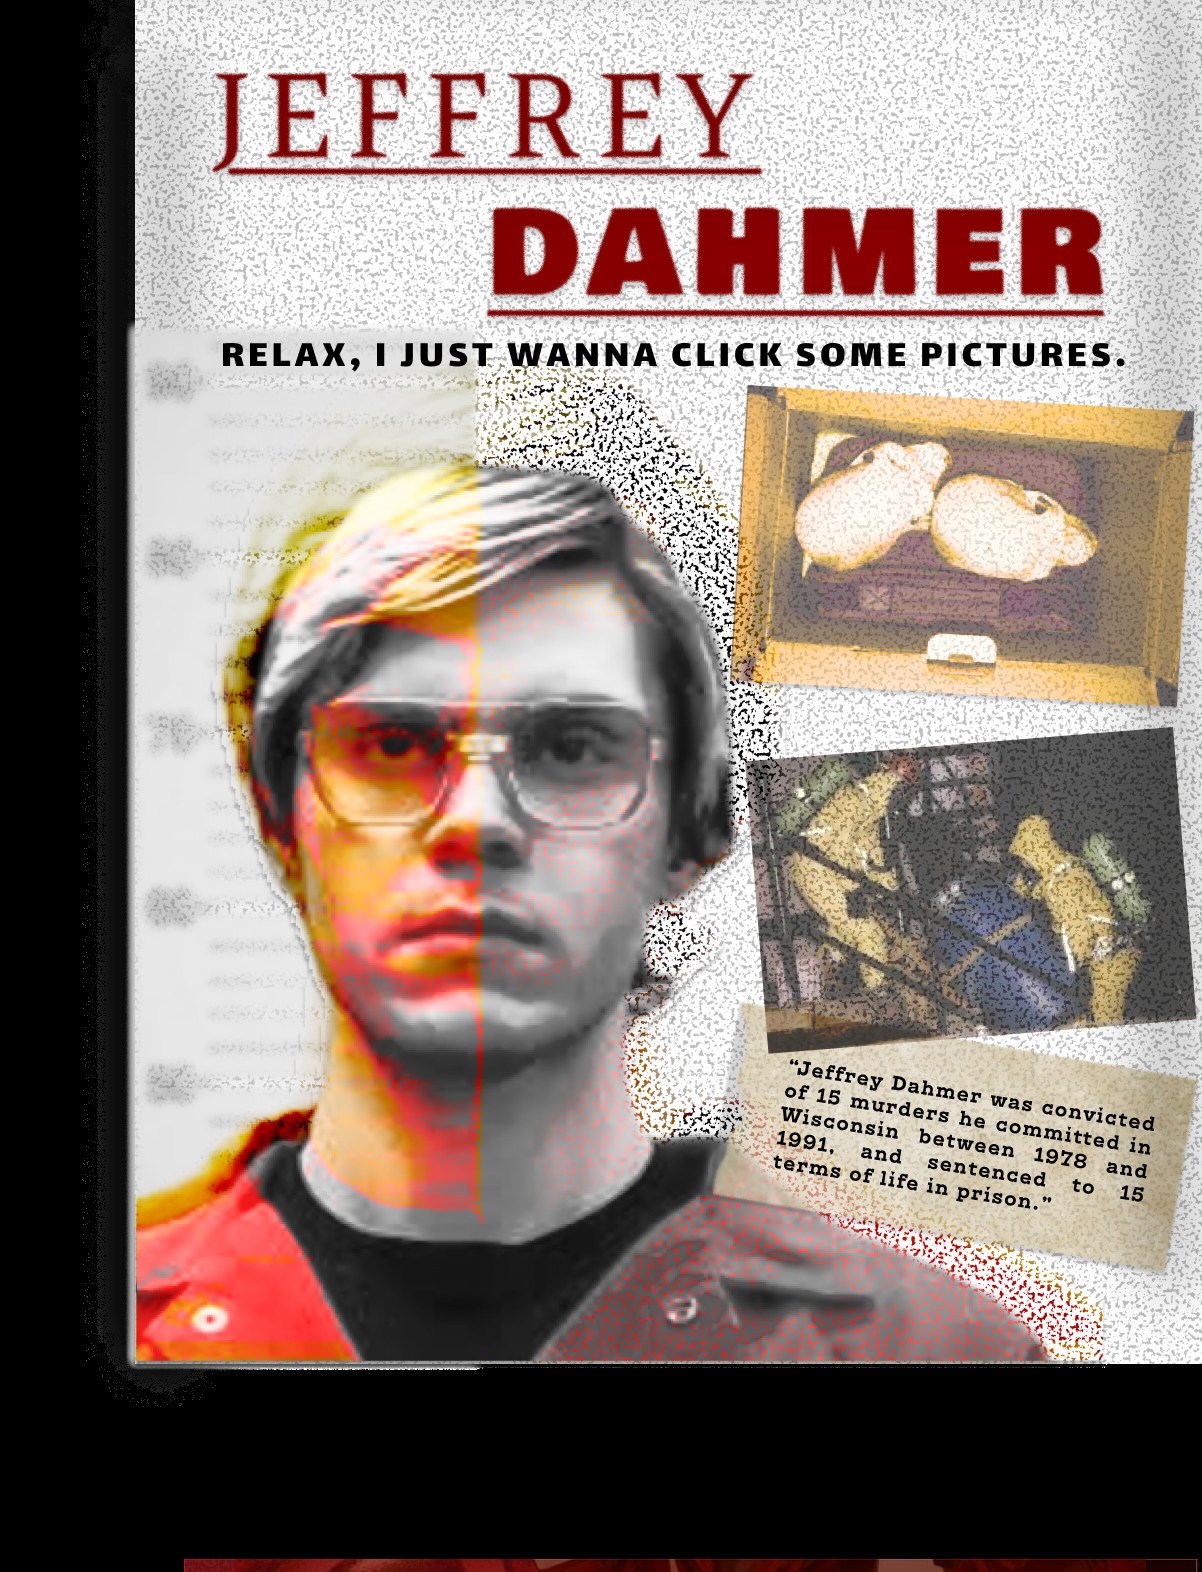 JEFFREY
DAHMER
RELAX, I JUST WANNA CLICK SOME PICTURES.
“Jeffrey Dahmer was convicted
of 15 murders he committed in
Wisconsin between 1978 and
1991, and sentenced to 15
terms of life in prison.”